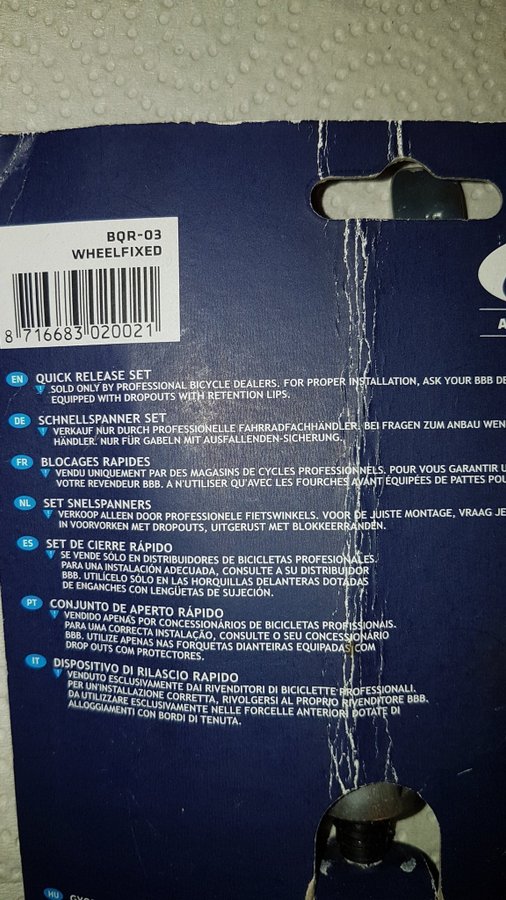 BQR-03
WHEELFIXED
8 716683 020021
EN QUICK RELEASE SET
SOLD ONLY BY PROFESSIONAL BICYCLE DEALERS. FOR PROPER INSTALLATION, ASK YOUR BBB DE
EQUIPPED WITH DROPOUTS WITH RETENTION LIPS.
DE SCHNELLSPANNER SET
VERKAUF NUR DURCH PROFESSIONELLE FAHRRADFACHHÄNDLER. BEI FRAGEN ZUM ANBAU WEN
HÄNDLER. NUR FÜR GABELN MIT AUSFALLENDEN-SICHERUNG.
FR BLOCAGES RAPIDES
VENDU UNIQUEMENT PAR DES MAGASINS DE CYCLES PROFESSIONNELS. POUR VOUS GARANTIR U
VOTRE REVENDEUR BBB. A N'UTILISER QU'AVEC LES FOURCHES AVANT ÉQUIPÉES DE PATTES POU
NL SET SNELSPANNERS
VERKOOP ALLEEN DOOR PROFESSIONELE FIETSWINKELS. VOOR DE JUISTE MONTAGE, VRAAG JE
IN VOORVORKEN MET DROPOUTS, UITGERUST MET BLOKKEERRANDEN.
ES SET DE CIERRE RÁPIDO
SE VENDE SÓLO EN DISTRIBUIDORES DE BICICLETAS PROFESIONALES.
PARA UNA INSTALACIÓN ADECUADA, CONSULTE A SU DISTRIBUIDOR
BBB. UTILÍCELO SÓLO EN LAS HORQUILLAS DELANTERAS DOTADAS
DE ENGANCHES CON LENGÜETAS DE SUJECIÓN.
PT CONJUNTO DE APERTO RÁPIDO
VENDIDO APENAS POR CONCESSIONÁRIOS DE BICICLETAS PROFISSIONAIS.
PARA UMA CORRECTA INSTALAÇÃO, CONSULTE O SEU CONCESSIONÁRIO
BBB. UTILIZE APENAS NAS FORQUETAS DIANTEIRAS EQUIPADAS COM
DROP OUTS COM PROTECTORES.
IT DISPOSITIVO DI RILASCIO RAPIDO
VENDUTO ESCLUSIVAMENTE DAI RIVENDITORI DI BICICLETTE PROFESSIONALI.
PER UN'INSTALLAZIONE CORRETTA, RIVOLGERSI AL PROPRIO RIVENDITORE BBB.
DA UTILIZZARE ESCLUSIVAMENTE NELLE FORCELLE ANTERIORI DOTATE DI
ALLOGGIAMENTI CON BORDI DI TENUTA.
HU